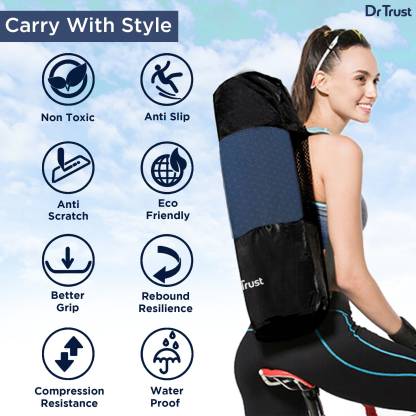 Carry With Style
Dr Trust
Non Toxic
Anti Slip
Anti
Scratch
Eco
Friendly
Better
Grip
Rebound
Resilience
Compression
Resistance
Water
Proof
Trust